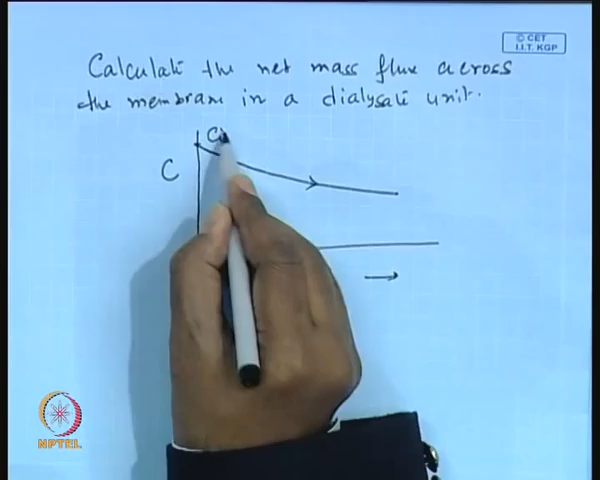 © CET
I.I.T. KGP
Calculate the net mass flux across
the membrane in a dialysate unit.
C
NPTEL